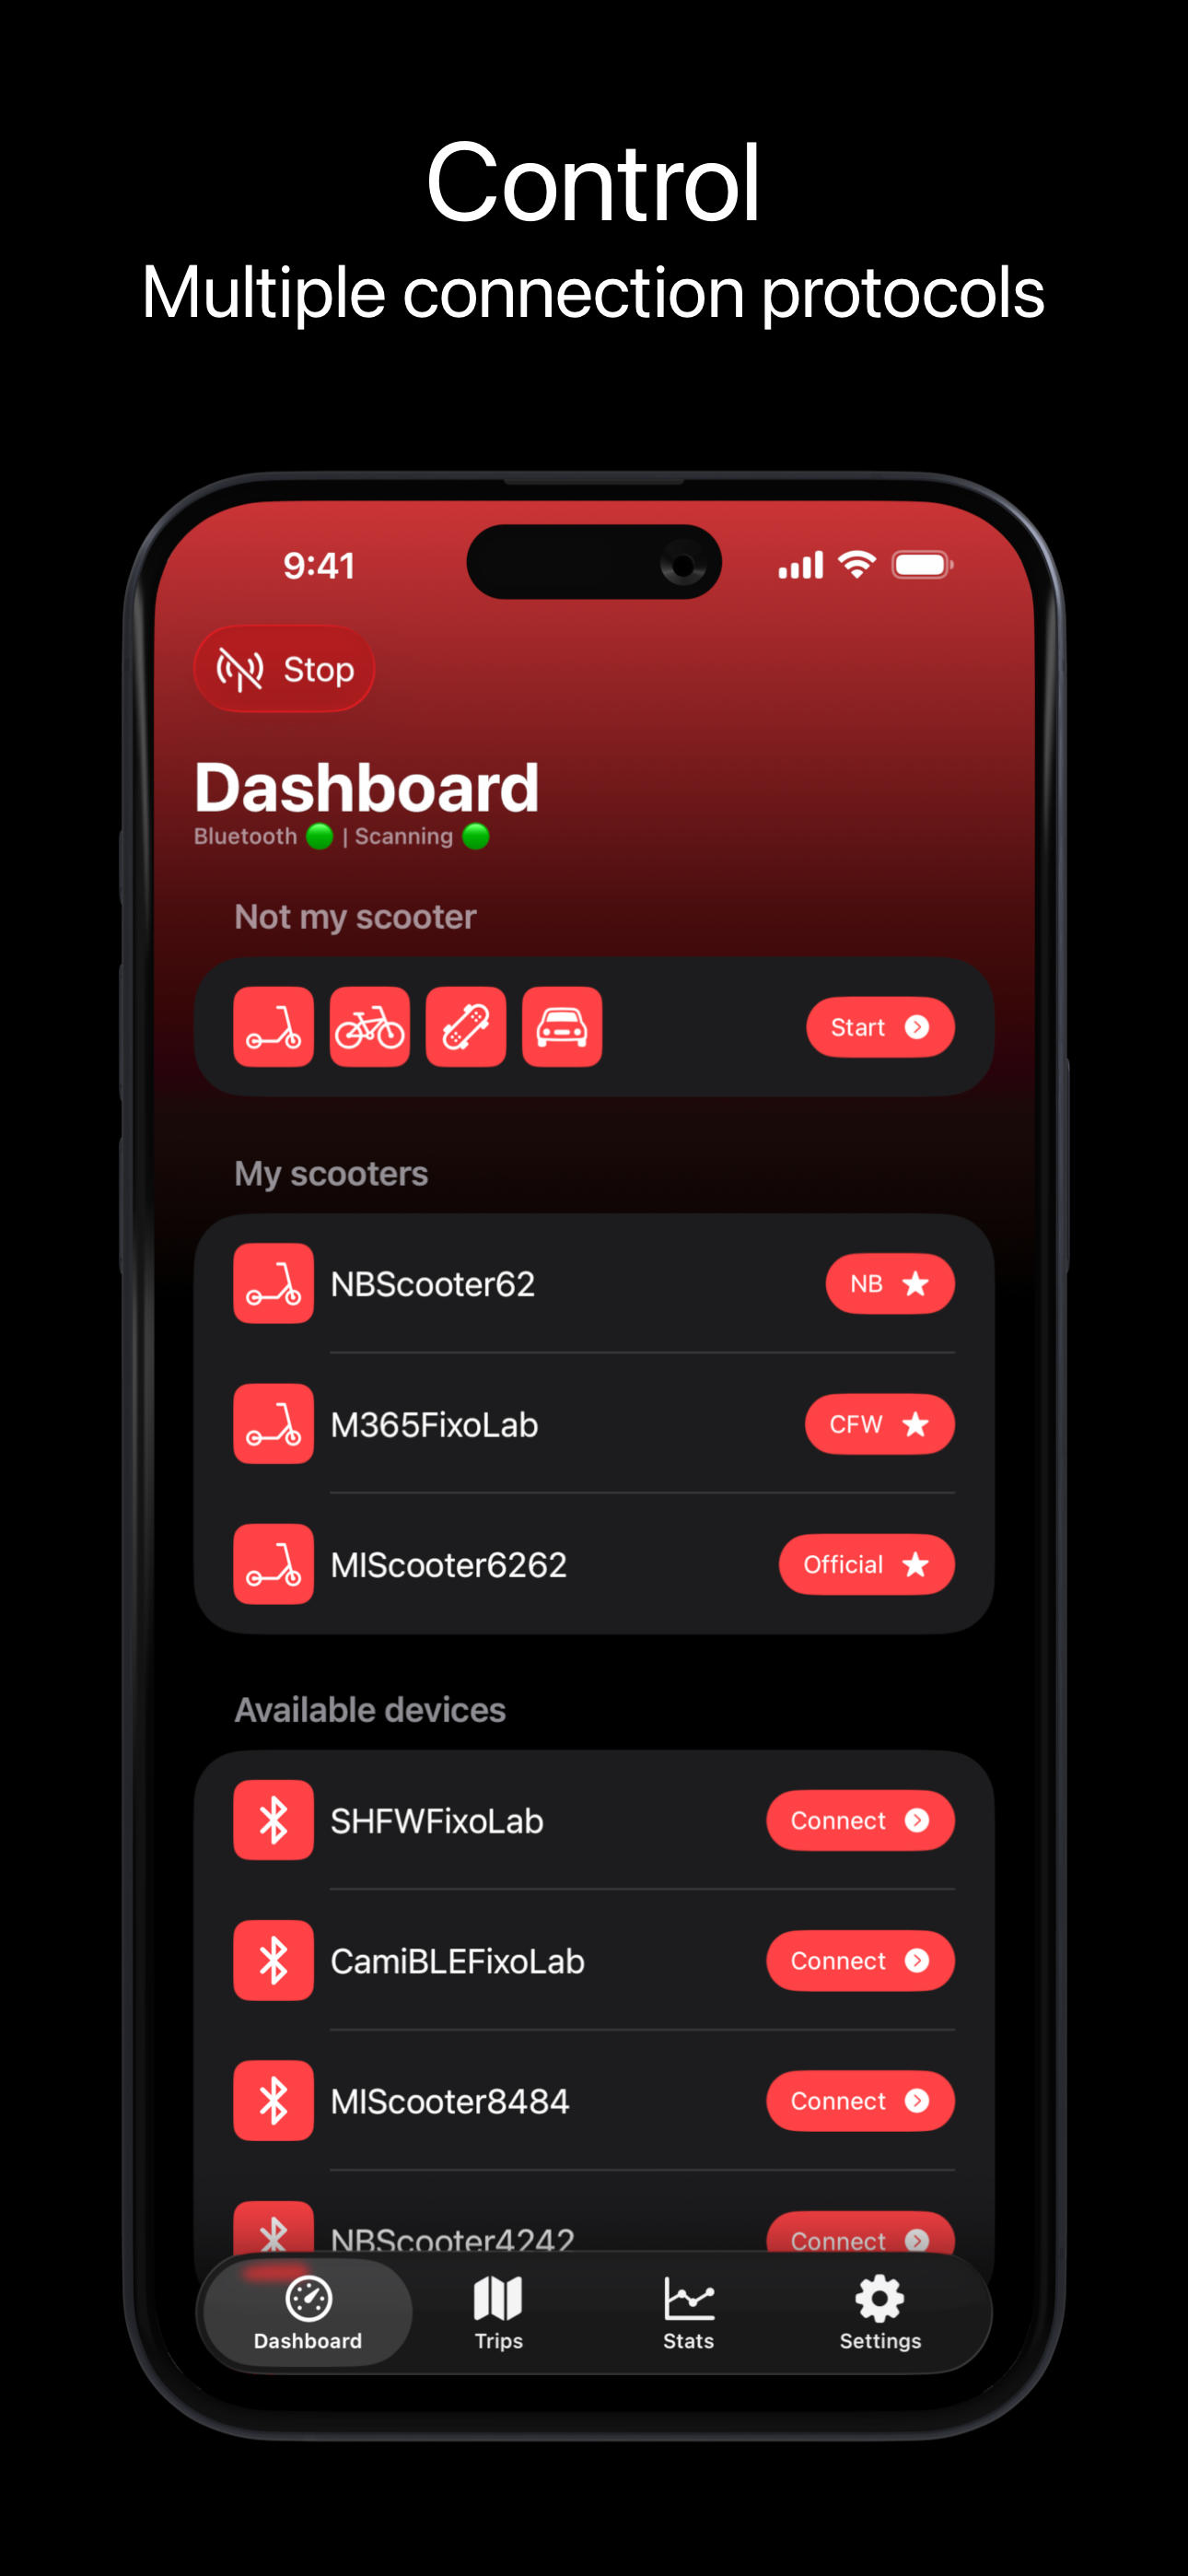 Control
Multiple connection protocols
9:41
Stop
Dashboard
Bluetooth | Scanning
Not my scooter
Start
My scooters
NBScooter62
NB
M365FixoLab
CFW
MIScooter6262
Official
Available devices
SHFWFixoLab
Connect
CamiBLEFixoLab
Connect
MIScooter8484
Connect
NBScooter4242
Connect
Dashboard
Trips
Stats
Settings